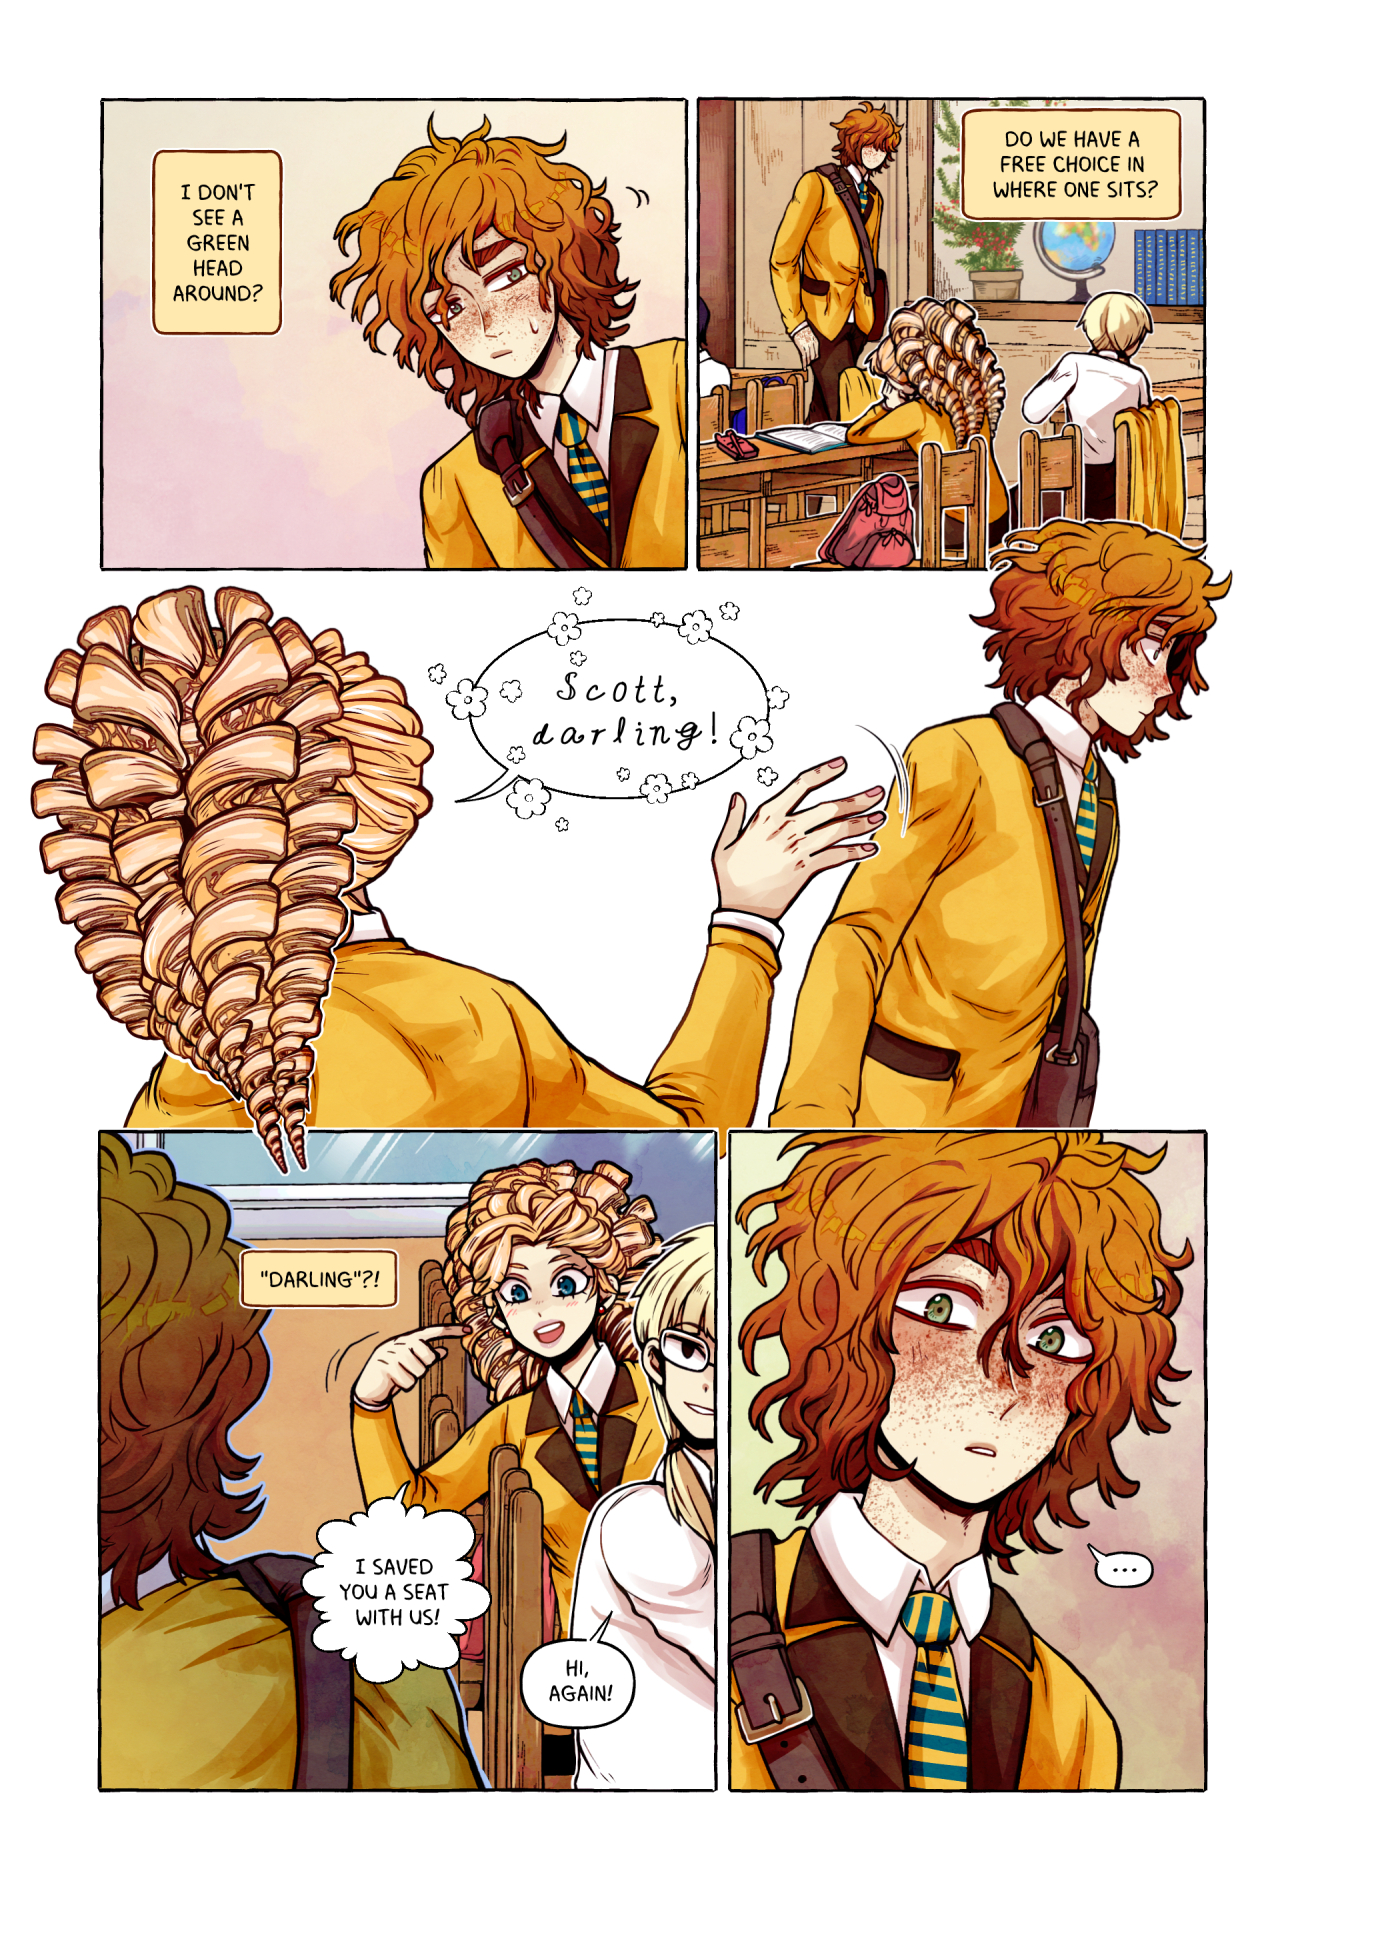 I DON'T
SEE A
GREEN
HEAD
AROUND?
DO WE HAVE A
FREE CHOICE IN
WHERE ONE SITS?
Scott,
darling!
"DARLING"?!
I SAVED
YOU A SEAT
WITH US!
HI,
AGAIN!
...